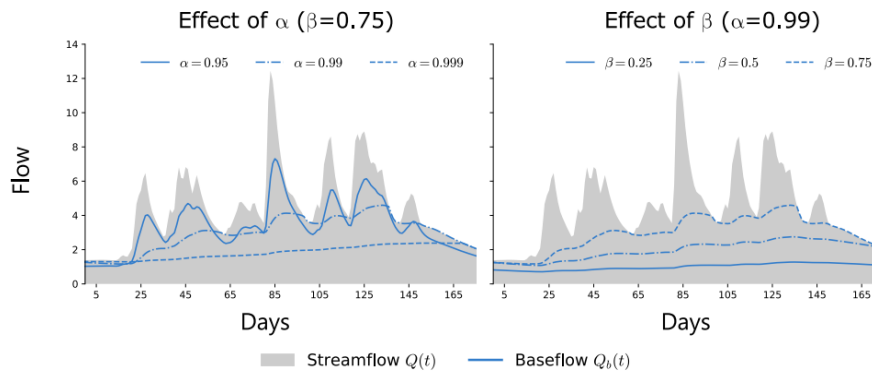 Effect of α (β=0.75)
Effect of β (α=0.99)
14
12
10
8
6
4
2
0
Flow
α = 0.95 α = 0.99 α = 0.999
β = 0.25 β = 0.5 β = 0.75
5 25 45 65 85 105 125 145 165
5 25 45 65 85 105 125 145 165
Days
Days
Streamflow Q(t) Baseflow Q_b(t)